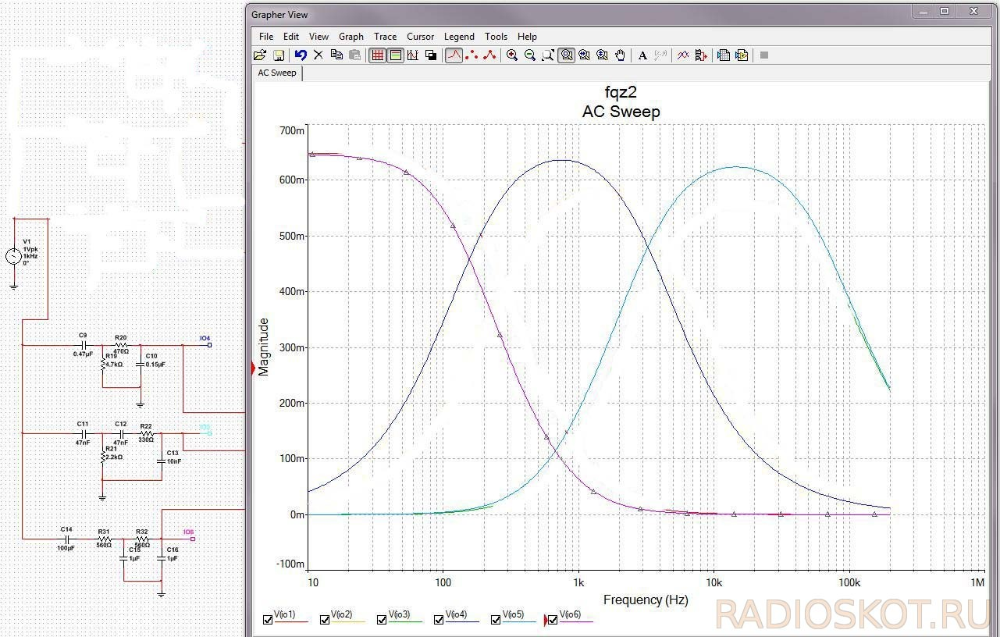 Grapher View
File Edit View Graph Trace Cursor Legend Tools Help
AC Sweep
fqz2
AC Sweep
700m
600m
500m
400m
300m
200m
100m
0m
-100m
Magnitude
10 100 1k 10k 100k 1M
Frequency (Hz)
V(io1) V(io2) V(io3) V(io4) V(io5) V(io6)
V1
1Vpk
1kHz
0°
C9
0.47µF
R20
470Ω
IO4
R19
4.7kΩ
C10
0.15µF
C11
47nF
C12
47nF
R22
330Ω
R21
2.2kΩ
C13
10nF
C14
100µF
R31
560Ω
R32
560Ω
IO6
C15
1µF
C16
1µF
RADIOSKOT.RU